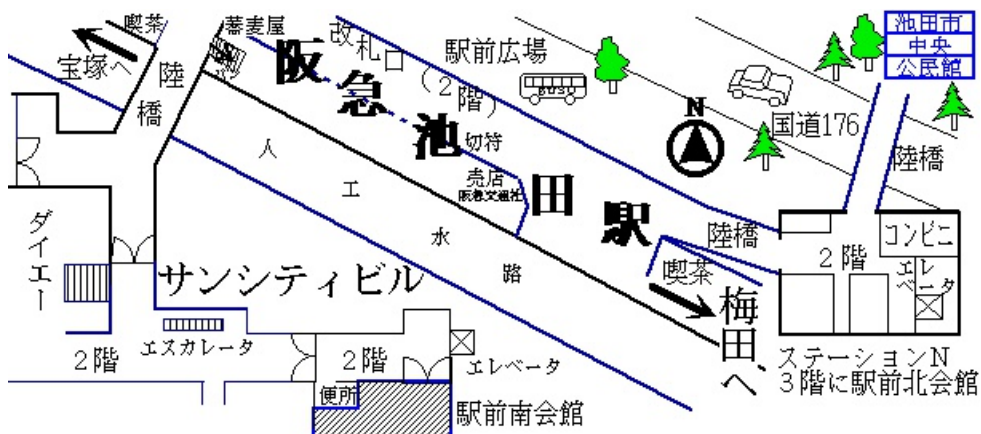 喫茶
宝塚へ
陸橋
蕎麦屋
阪急池田駅
改札口(2階)
駅前広場
池田市
中央
公民館
N
国道176
陸橋
切符
売店
阪急交通社
人工水路
陸橋
喫茶
梅田へ
コンビニ
2階
エレベータ
ダイエー
サンシティビル
エスカレータ
2階
2階
エレベータ
便所
駅前南会館
ステーションN
3階に駅前北会館